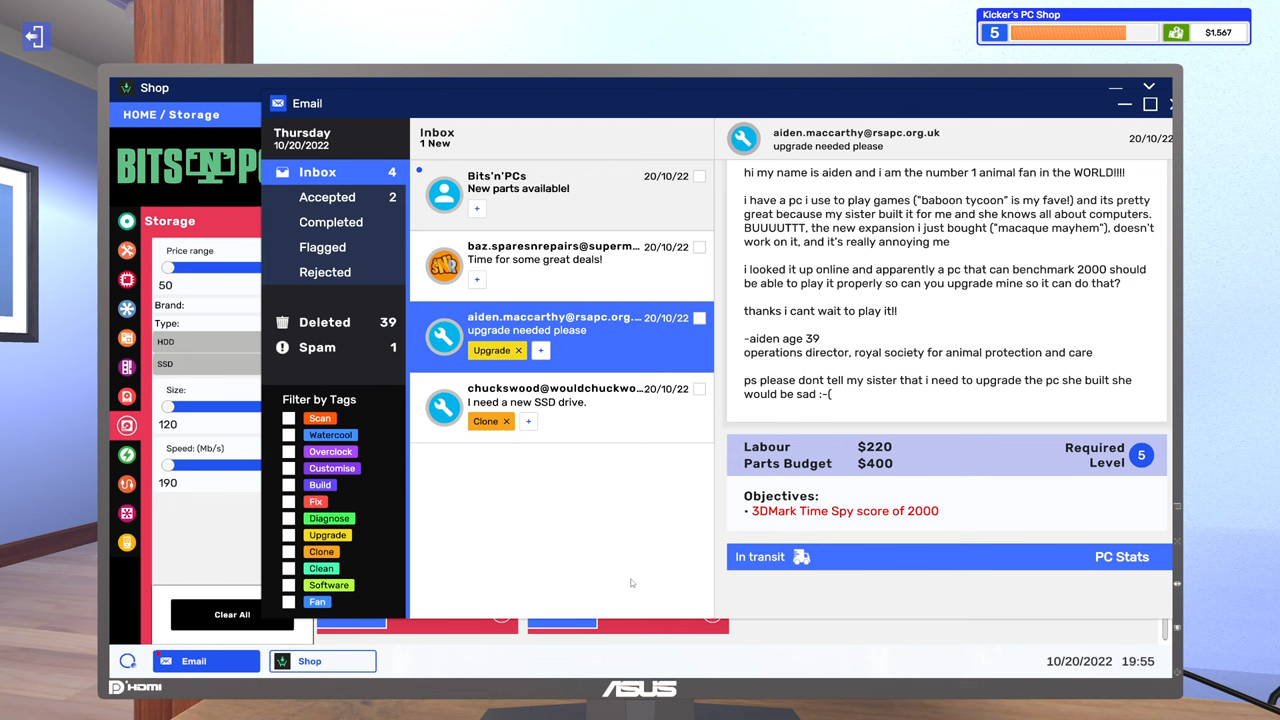 Kicker's PC Shop
5
$1,567
Shop
HOME / Storage
BITS N PC
Storage
Price range
50
Brand:
Type:
HDD
SSD
Size:
120
Speed: (Mb/s)
190
Clear All
Email
Thursday
10/20/2022
Inbox 4
Accepted 2
Completed
Flagged
Rejected
Deleted 39
Spam 1
Filter by Tags
Scan
Watercool
Overclock
Customise
Build
Fix
Diagnose
Upgrade
Clone
Clean
Software
Fan
Inbox
1 New
Bits'n'PCs 20/10/22
New parts available!
+
SNR
baz.sparesnrepairs@superm... 20/10/22
Time for some great deals!
+
aiden.maccarthy@rsapc.org.... 20/10/22
upgrade needed please
Upgrade × +
chuckswood@wouldchuckwo... 20/10/22
I need a new SSD drive.
Clone × +
aiden.maccarthy@rsapc.org.uk 20/10/22
upgrade needed please
hi my name is aiden and i am the number 1 animal fan in the WORLD!!!!
i have a pc i use to play games ("baboon tycoon" is my fave!) and its pretty
great because my sister built it for me and she knows all about computers.
BUUUUTTT, the new expansion i just bought ("macaque mayhem"), doesn't
work on it, and it's really annoying me
i looked it up online and apparently a pc that can benchmark 2000 should
be able to play it properly so can you upgrade mine so it can do that?
thanks i cant wait to play it!!
-aiden age 39
operations director, royal society for animal protection and care
ps please dont tell my sister that i need to upgrade the pc she built she
would be sad :-(
Labour $220
Parts Budget $400
Required
Level 5
Objectives:
• 3DMark Time Spy score of 2000
In transit
PC Stats
Email
Shop
10/20/2022 19:55
HDMI
ASUS